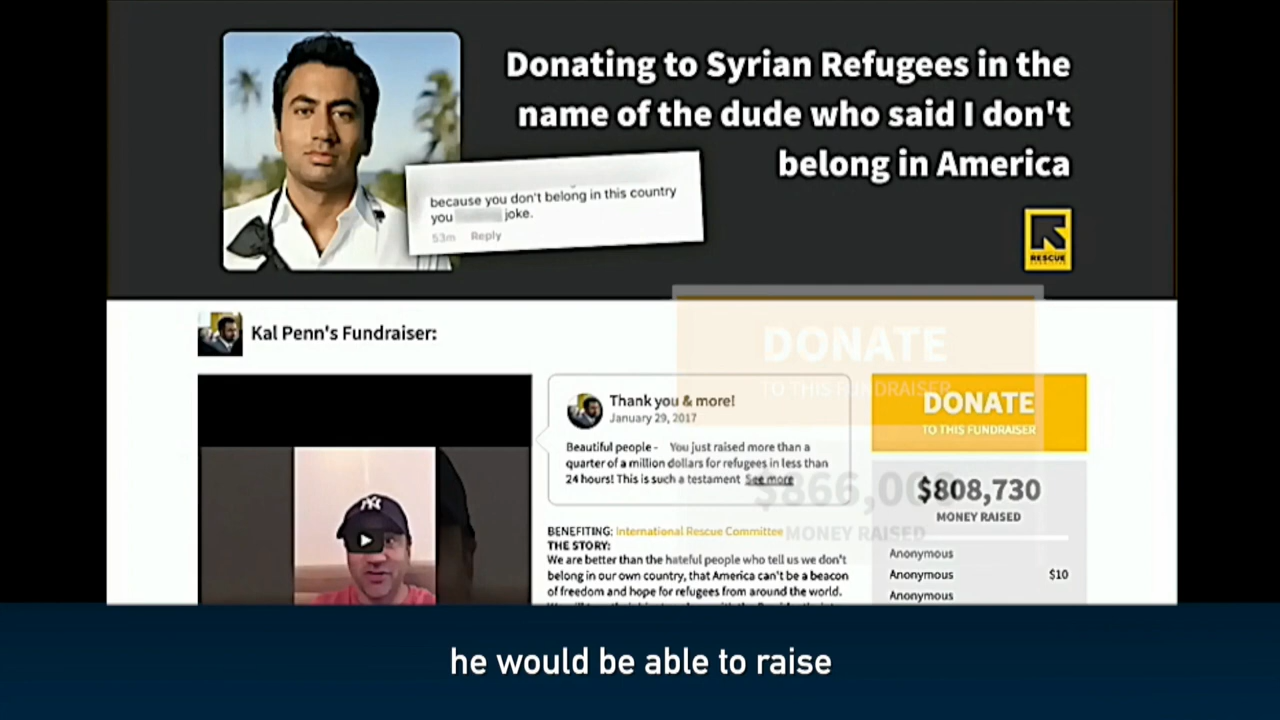 Donating to Syrian Refugees in the
name of the dude who said I don't
belong in America
because you don't belong in this country
you joke.
53m Reply
RESCUE
Kal Penn's Fundraiser:
Thank you & more!
January 29, 2017
Beautiful people - You just raised more than a
quarter of a million dollars for refugees in less than
24 hours! This is such a testament See more
BENEFITING: International Rescue Committee
THE STORY:
We are better than the hateful people who tell us we don't
belong in our own country, that America can't be a beacon
of freedom and hope for refugees from around the world.
DONATE
TO THIS FUNDRAISER
MONEY RAISED
DONATE
TO THIS FUNDRAISER
$808,730
MONEY RAISED
Anonymous
Anonymous $10
Anonymous
he would be able to raise